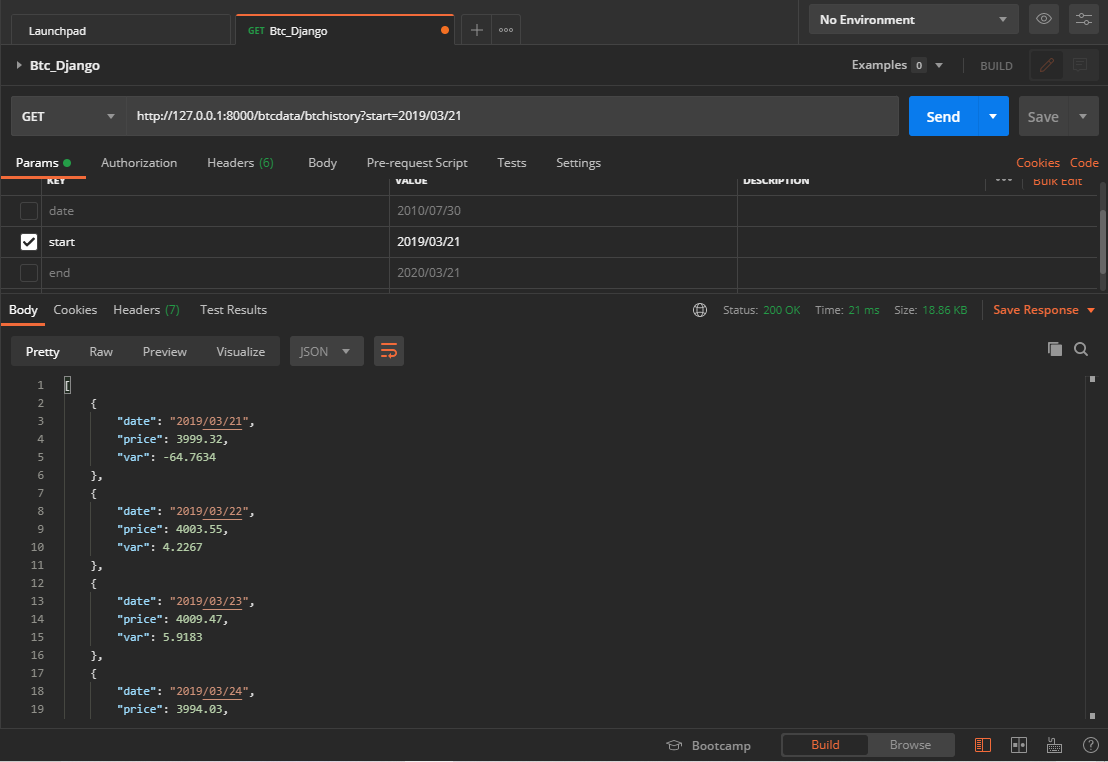 Launchpad GET Btc_Django No Environment
Btc_Django Examples 0 BUILD
GET http://127.0.0.1:8000/btcdata/btchistory?start=2019/03/21 Send Save
Params Authorization Headers (6) Body Pre-request Script Tests Settings Cookies Code
KEY VALUE DESCRIPTION Bulk Edit
date 2010/07/30
start 2019/03/21
end 2020/03/21
Body Cookies Headers (7) Test Results Status: 200 OK Time: 21 ms Size: 18.86 KB Save Response
Pretty Raw Preview Visualize JSON
1 [
2 {
3 "date": "2019/03/21",
4 "price": 3999.32,
5 "var": -64.7634
6 },
7 {
8 "date": "2019/03/22",
9 "price": 4003.55,
10 "var": 4.2267
11 },
12 {
13 "date": "2019/03/23",
14 "price": 4009.47,
15 "var": 5.9183
16 },
17 {
18 "date": "2019/03/24",
19 "price": 3994.03,
Bootcamp Build Browse